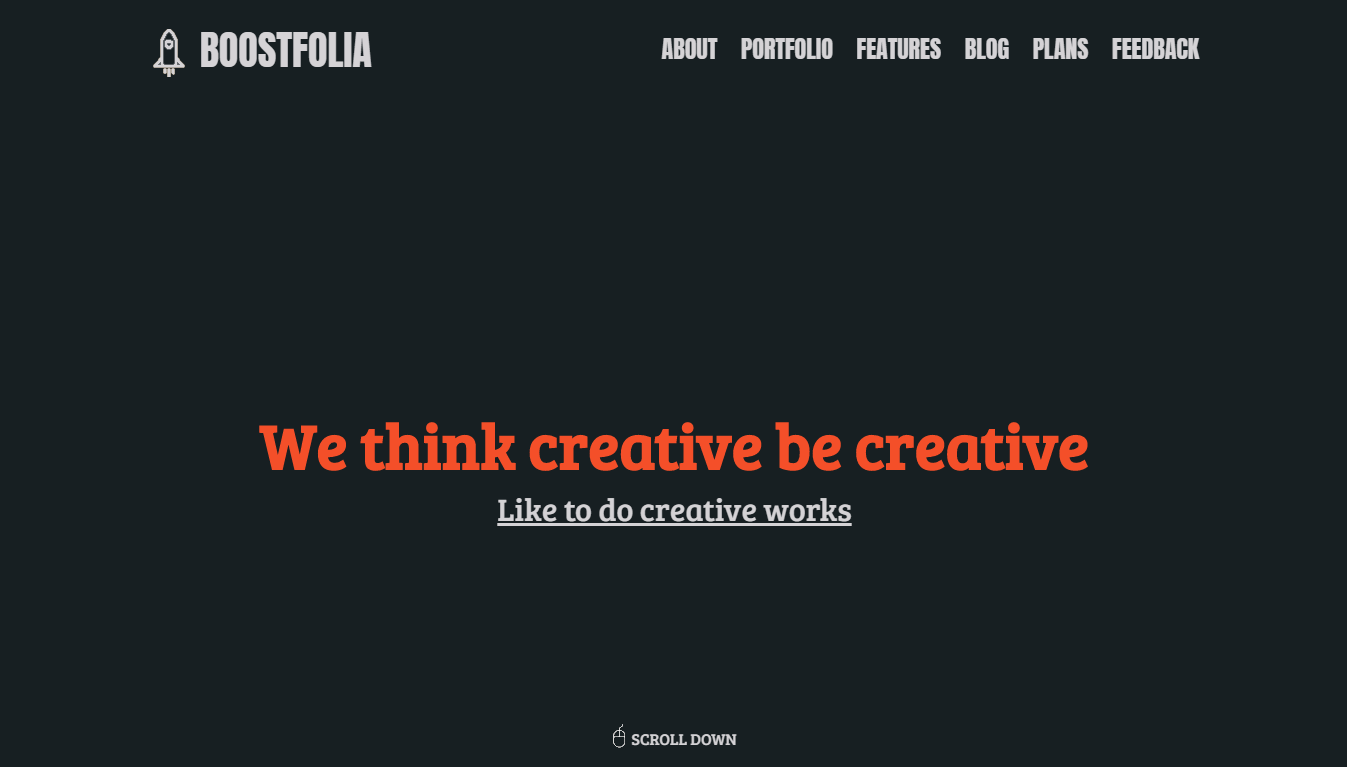 BOOSTFOLIA
ABOUT PORTFOLIO FEATURES BLOG PLANS FEEDBACK
We think creative be creative
Like to do creative works
SCROLL DOWN